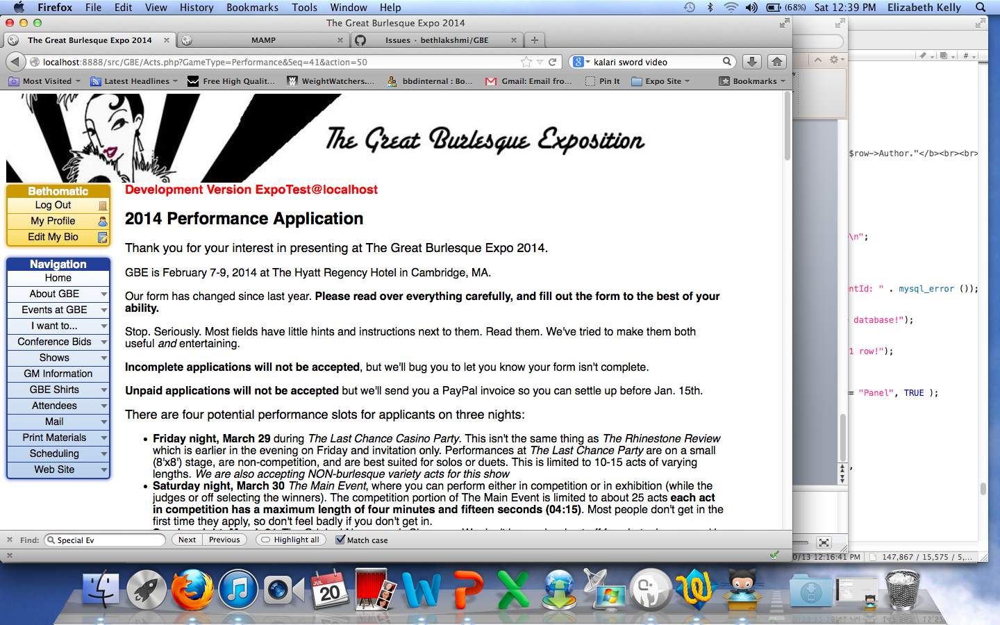 Firefox File Edit View History Bookmarks Tools Window Help (68%) Sat 12:39 PM Elizabeth Kelly
The Great Burlesque Expo 2014
The Great Burlesque Expo 2014 MAMP Issues · bethlakshmi/GBE
localhost:8888/src/GBE/Acts.php?GameType=Performance&Seq=41&action=50 kalari sword video
Most Visited Latest Headlines Free High Qualit... WeightWatchers.... bbdinternal : Bo... Gmail: Email fro... Pin It Expo Site Bookmarks
The Great Burlesque Exposition
Bethomatic
Log Out
My Profile
Edit My Bio
Navigation
Home
About GBE
Events at GBE
I want to...
Conference Bids
Shows
GM Information
GBE Shirts
Attendees
Mail
Print Materials
Scheduling
Web Site
Development Version ExpoTest@localhost
2014 Performance Application
Thank you for your interest in presenting at The Great Burlesque Expo 2014.
GBE is February 7-9, 2014 at The Hyatt Regency Hotel in Cambridge, MA.
Our form has changed since last year. Please read over everything carefully, and fill out the form to the best of your
ability.
Stop. Seriously. Most fields have little hints and instructions next to them. Read them. We've tried to make them both
useful and entertaining.
Incomplete applications will not be accepted, but we'll bug you to let you know your form isn't complete.
Unpaid applications will not be accepted but we'll send you a PayPal invoice so you can settle up before Jan. 15th.
There are four potential performance slots for applicants on three nights:
• Friday night, March 29 during The Last Chance Casino Party. This isn't the same thing as The Rhinestone Review
which is earlier in the evening on Friday and invitation only. Performances at The Last Chance Party are on a small
(8'x8') stage, are non-competition, and are best suited for solos or duets. This is limited to 10-15 acts of varying
lengths. We are also accepting NON-burlesque variety acts for this show
• Saturday night, March 30 The Main Event, where you can perform either in competition or in exhibition (while the
judges or off selecting the winners). The competition portion of The Main Event is limited to about 25 acts each act
in competition has a maximum length of four minutes and fifteen seconds (04:15). Most people don't get in the
first time they apply, so don't feel badly if you don't get in.
Find: Special Ev Next Previous Highlight all Match case
#
$row->Author."</b><br><br>
\n";
ntId: " . mysql_error ());
database!");
1 row!");
== "Panel", TRUE );
0/13 12:16:41 PM 147,867 / 15,575 / 5,...
JUL
20